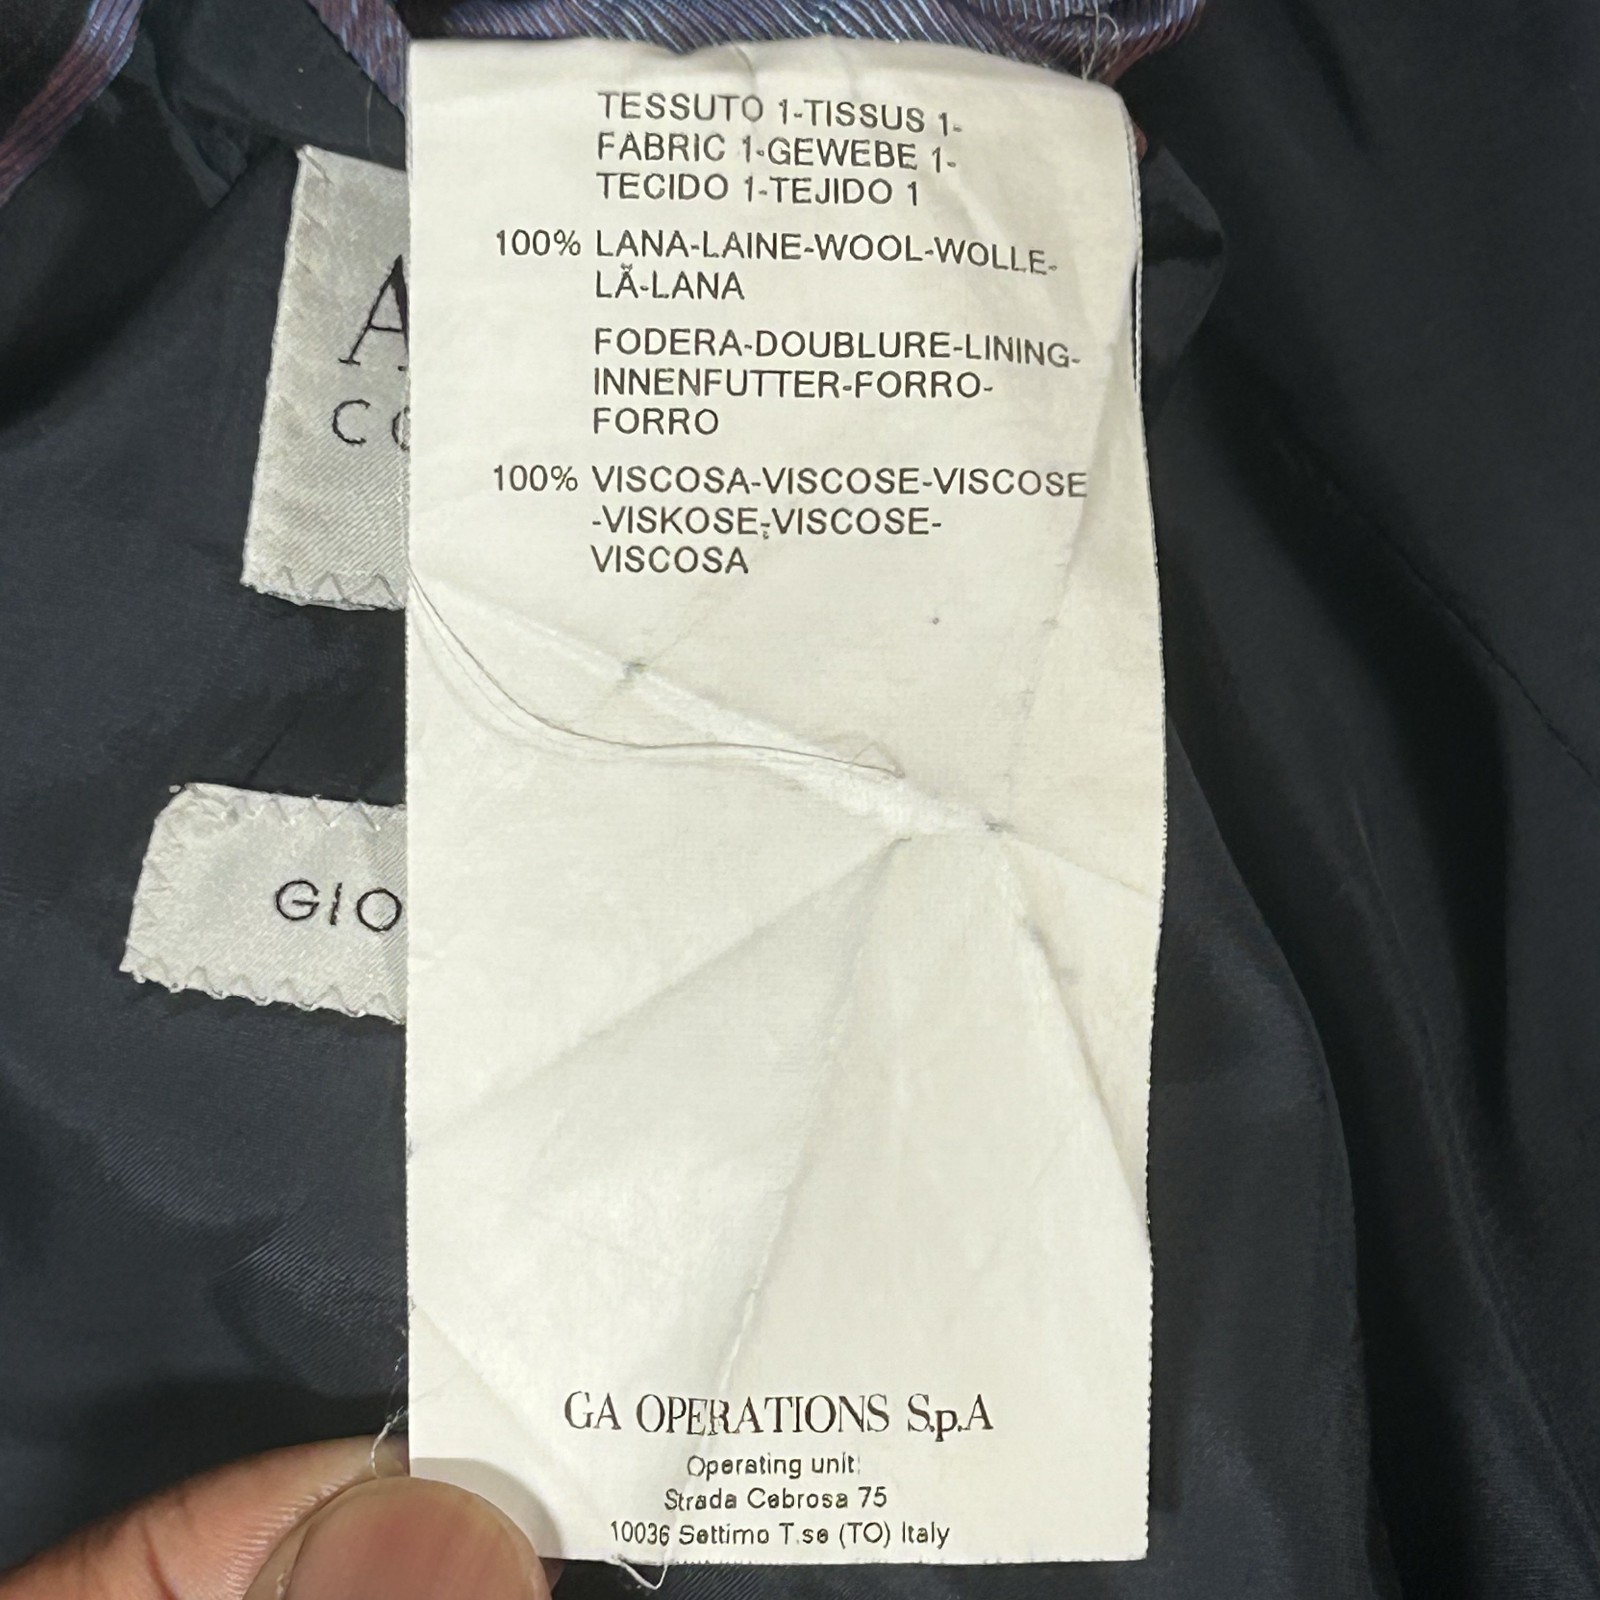 TESSUTO 1-TISSUS 1-
FABRIC 1-GEWEBE 1-
TECIDO 1-TEJIDO 1
100% LANA-LAINE-WOOL-WOLLE-
LÃ-LANA
FODERA-DOUBLURE-LINING-
INNENFUTTER-FORRO-
FORRO
100% VISCOSA-VISCOSE-VISCOSE
-VISKOSE-VISCOSE-
VISCOSA
A
CO
GIO
GA OPERATIONS S.p.A
Operating unit:
Strada Cebrosa 75
10036 Settimo T.se (TO) Italy